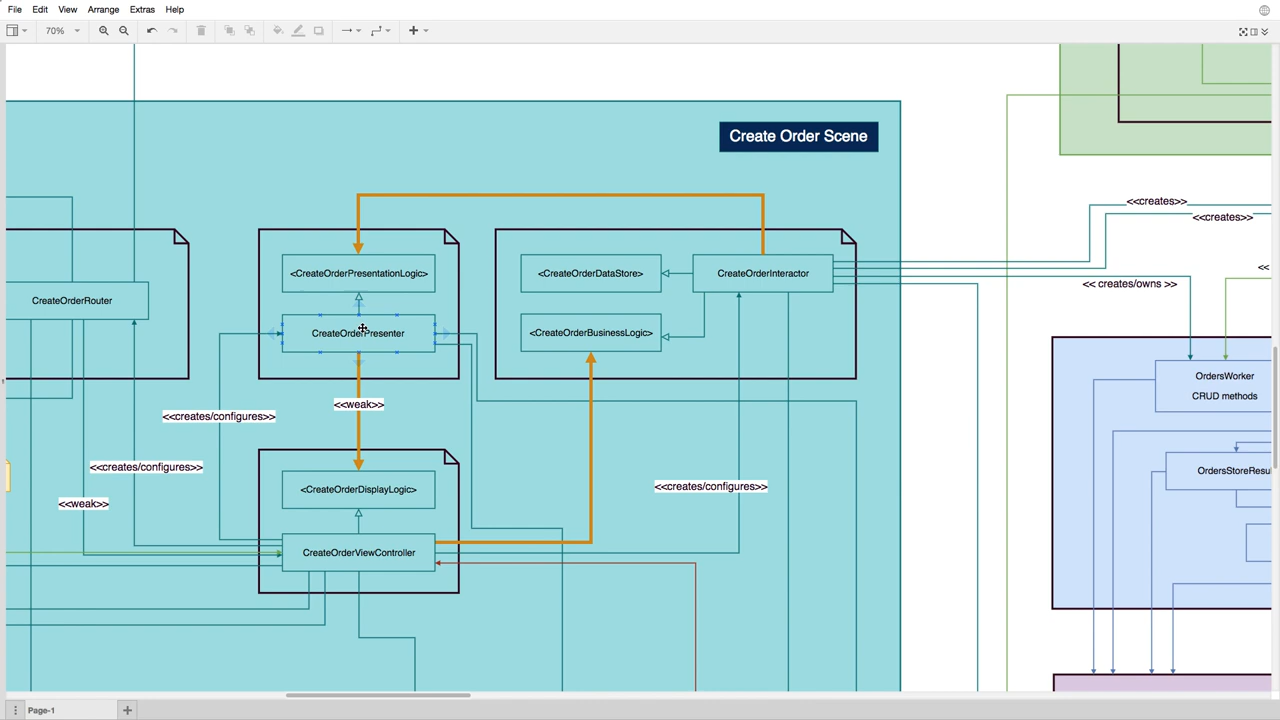 File Edit View Arrange Extras Help
70%
Create Order Scene
<<creates>>
<<creates>>
<CreateOrderPresentationLogic>
<CreateOrderDataStore>
CreateOrderInteractor
<<
<< creates/owns >>
CreateOrderRouter
CreateOrderPresenter
<CreateOrderBusinessLogic>
OrdersWorker
CRUD methods
<<weak>>
<<creates/configures>>
<<creates/configures>>
OrdersStoreResul
<<creates/configures>>
<CreateOrderDisplayLogic>
<<weak>>
CreateOrderViewController
Page-1